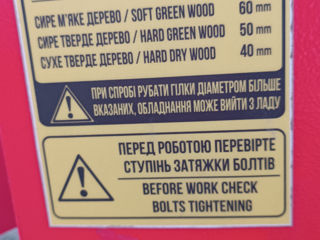 СИРЕ М'ЯКЕ ДЕРЕВО / SOFT GREEN WOOD 60 mm
СИРЕ ТВЕРДЕ ДЕРЕВО / HARD GREEN WOOD 50 mm
СУХЕ ТВЕРДЕ ДЕРЕВО / HARD DRY WOOD 40 mm
ПРИ СПРОБІ РУБАТИ ГІЛКИ ДІАМЕТРОМ БІЛЬШЕ
ВКАЗАНИХ, ОБЛАДНАННЯ МОЖЕ ВИЙТИ З ЛАДУ
ПЕРЕД РОБОТОЮ ПЕРЕВІРТЕ
СТУПІНЬ ЗАТЯЖКИ БОЛТІВ
BEFORE WORK CHECK
BOLTS TIGHTENING